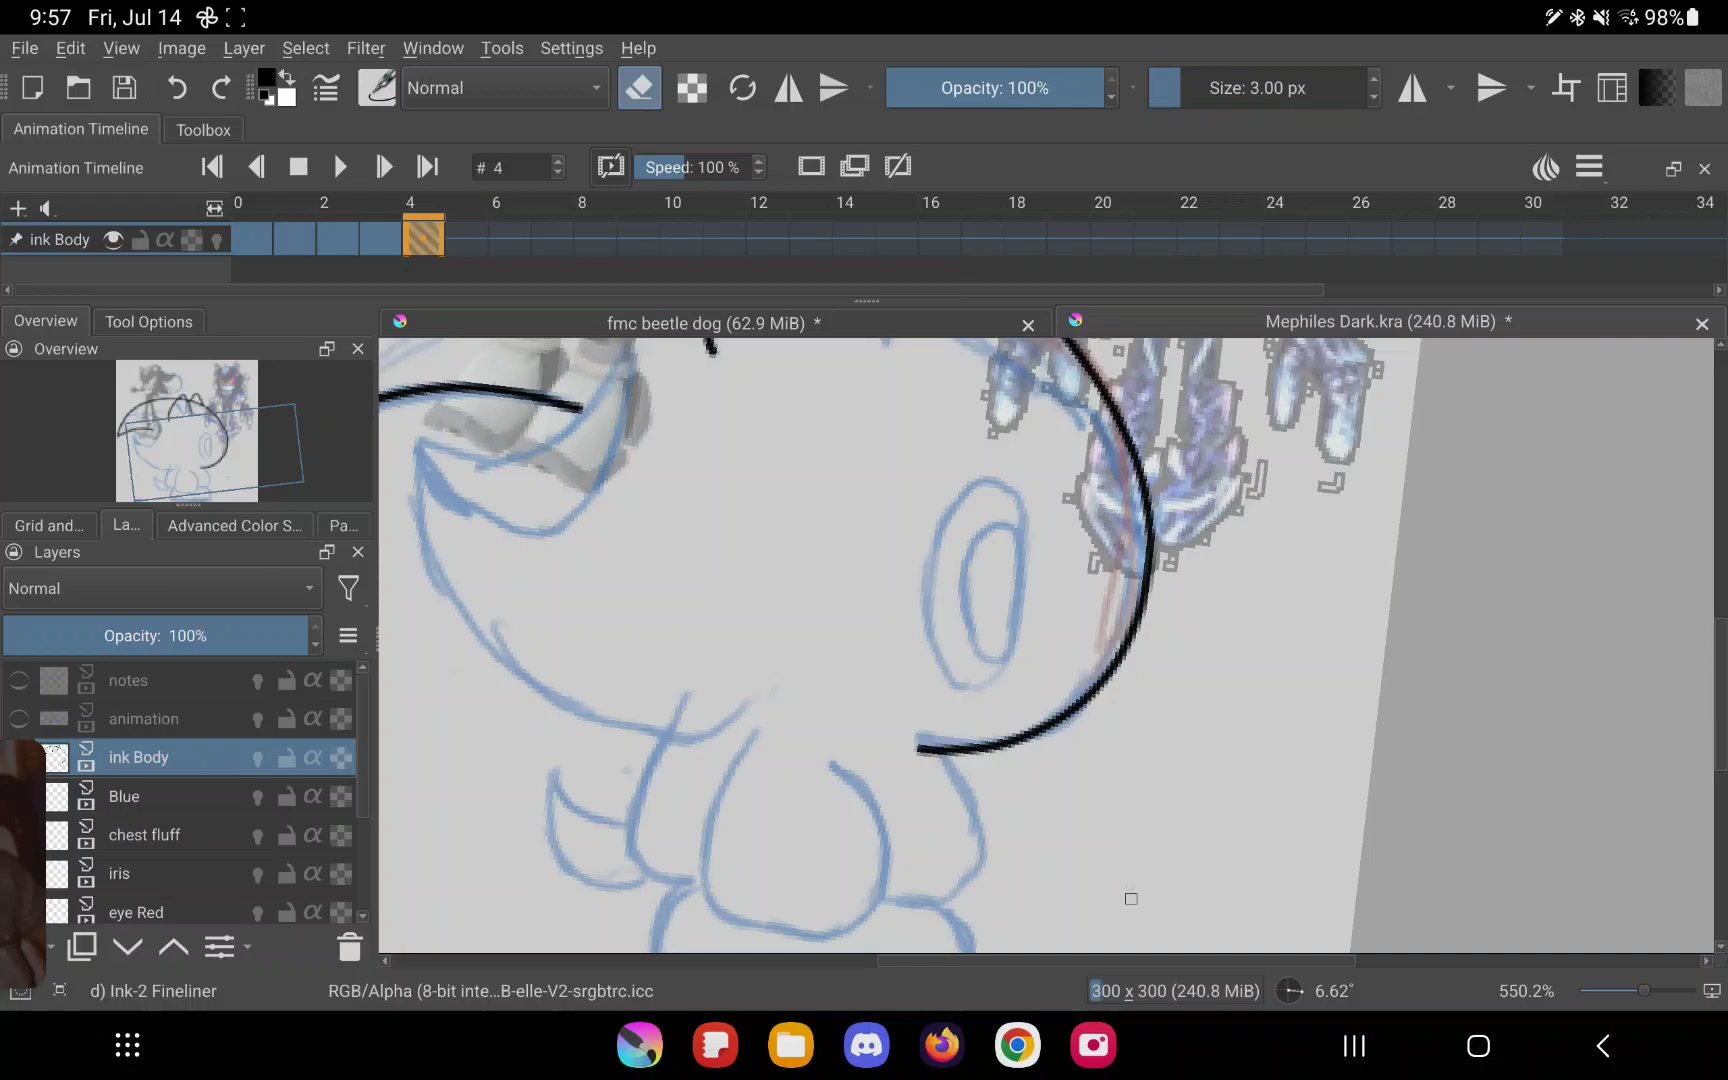 9:57 Fri, Jul 14 98%
File Edit View Image Layer Select Filter Window Tools Settings Help
Normal Opacity: 100% Size: 3.00 px
Animation Timeline Toolbox
Animation Timeline # 4 Speed: 100 %
0 2 4 6 8 10 12 14 16 18 20 22 24 26 28 30 32 34
ink Body
Overview Tool Options fmc beetle dog (62.9 MiB) * Mephiles Dark.kra (240.8 MiB) *
Overview
Grid and... La... Advanced Color S... Pa...
Layers
Normal
Opacity: 100%
notes
animation
ink Body
Blue
chest fluff
iris
eye Red
d) Ink-2 Fineliner RGB/Alpha (8-bit inte...B-elle-V2-srgbtrc.icc 300 x 300 (240.8 MiB) 6.62° 550.2%